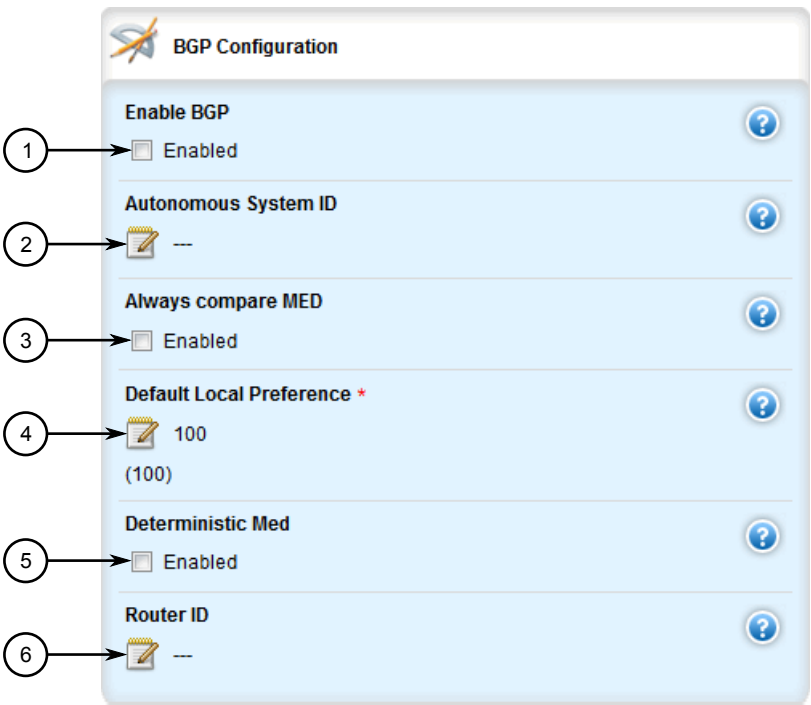 BGP Configuration
Enable BGP
1
Enabled
Autonomous System ID
2
---
Always compare MED
3
Enabled
Default Local Preference *
4
100
(100)
Deterministic Med
5
Enabled
Router ID
6
---